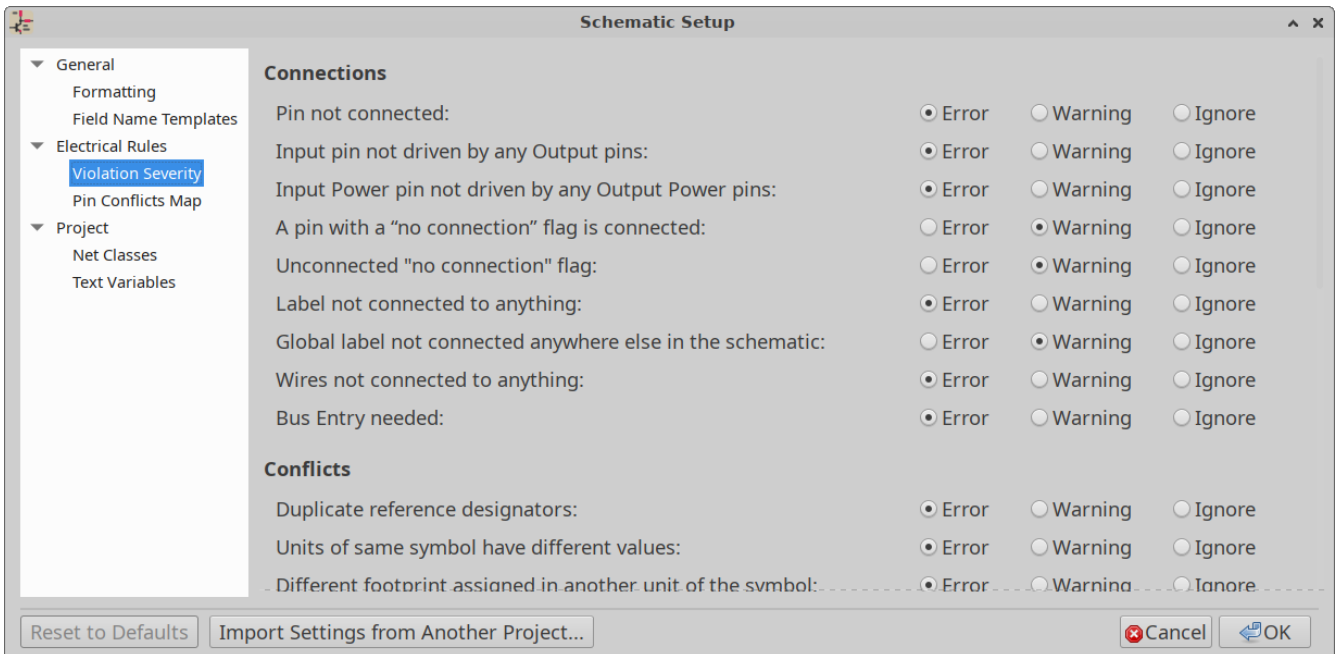 Schematic Setup
General
Formatting
Field Name Templates
Electrical Rules
Violation Severity
Pin Conflicts Map
Project
Net Classes
Text Variables
Connections
Pin not connected: Error Warning Ignore
Input pin not driven by any Output pins: Error Warning Ignore
Input Power pin not driven by any Output Power pins: Error Warning Ignore
A pin with a “no connection” flag is connected: Error Warning Ignore
Unconnected "no connection" flag: Error Warning Ignore
Label not connected to anything: Error Warning Ignore
Global label not connected anywhere else in the schematic: Error Warning Ignore
Wires not connected to anything: Error Warning Ignore
Bus Entry needed: Error Warning Ignore
Conflicts
Duplicate reference designators: Error Warning Ignore
Units of same symbol have different values: Error Warning Ignore
Different footprint assigned in another unit of the symbol: Error Warning Ignore
Reset to Defaults Import Settings from Another Project... Cancel OK